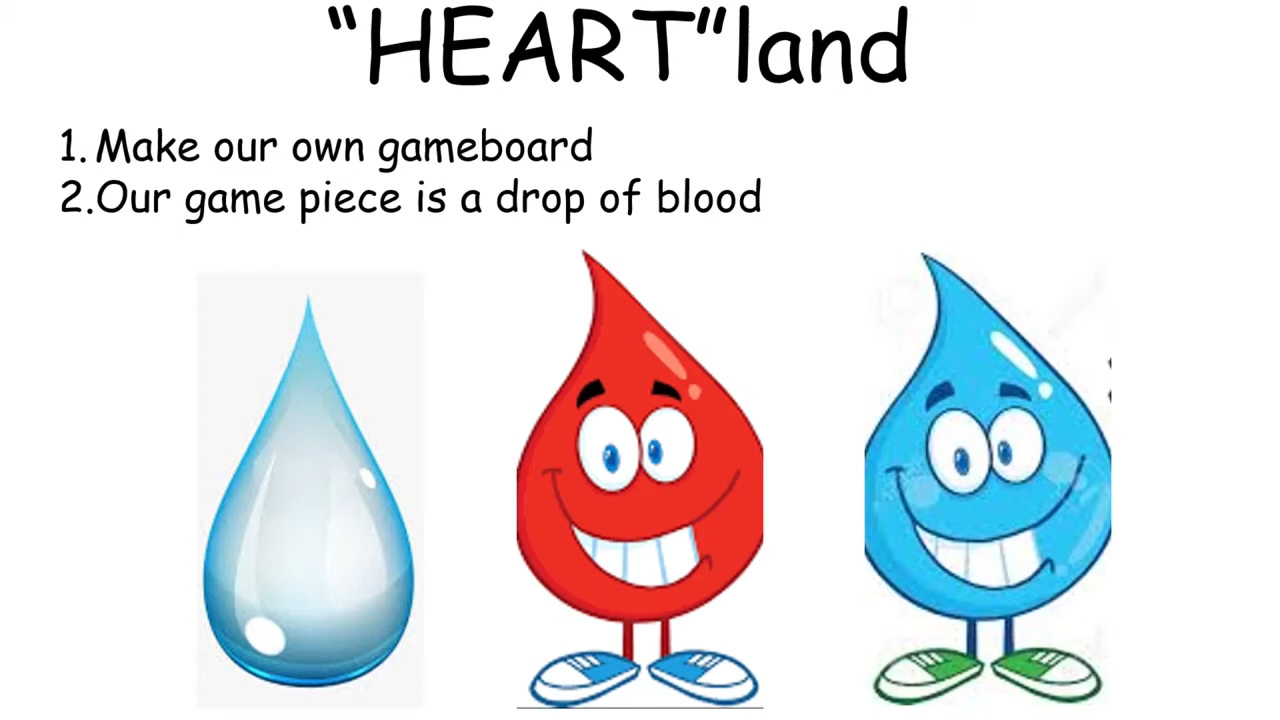 “HEART”land
1. Make our own gameboard
2.Our game piece is a drop of blood